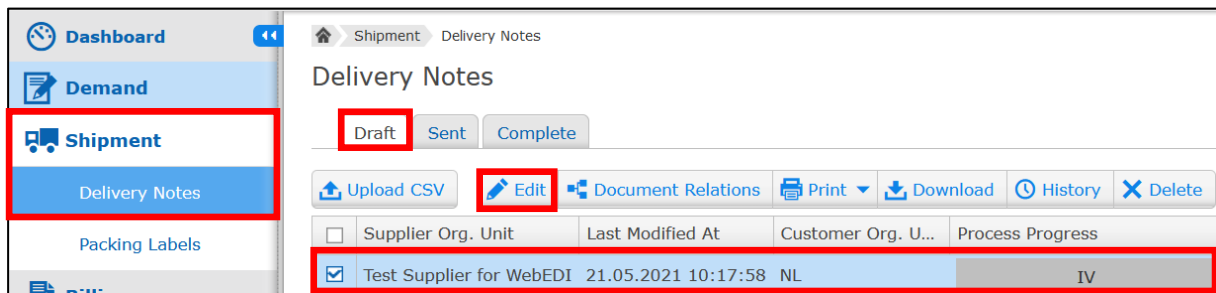 Dashboard
Demand
Shipment
Delivery Notes
Packing Labels
Shipment Delivery Notes
Delivery Notes
Draft Sent Complete
Upload CSV Edit Document Relations Print Download History Delete
Supplier Org. Unit Last Modified At Customer Org. U... Process Progress
Test Supplier for WebEDI 21.05.2021 10:17:58 NL IV